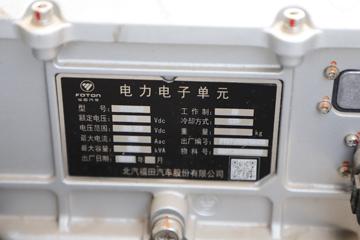 FOTON
福田汽车
电力电子单元
型号: 工作制:
额定电压: Vdc 冷却方式:
电压范围: Vdc 重量: kg
最大电流: Aac 出厂编号:
最大容量: kVA 物料号:
出厂日期: 年 月
北汽福田汽车股份有限公司